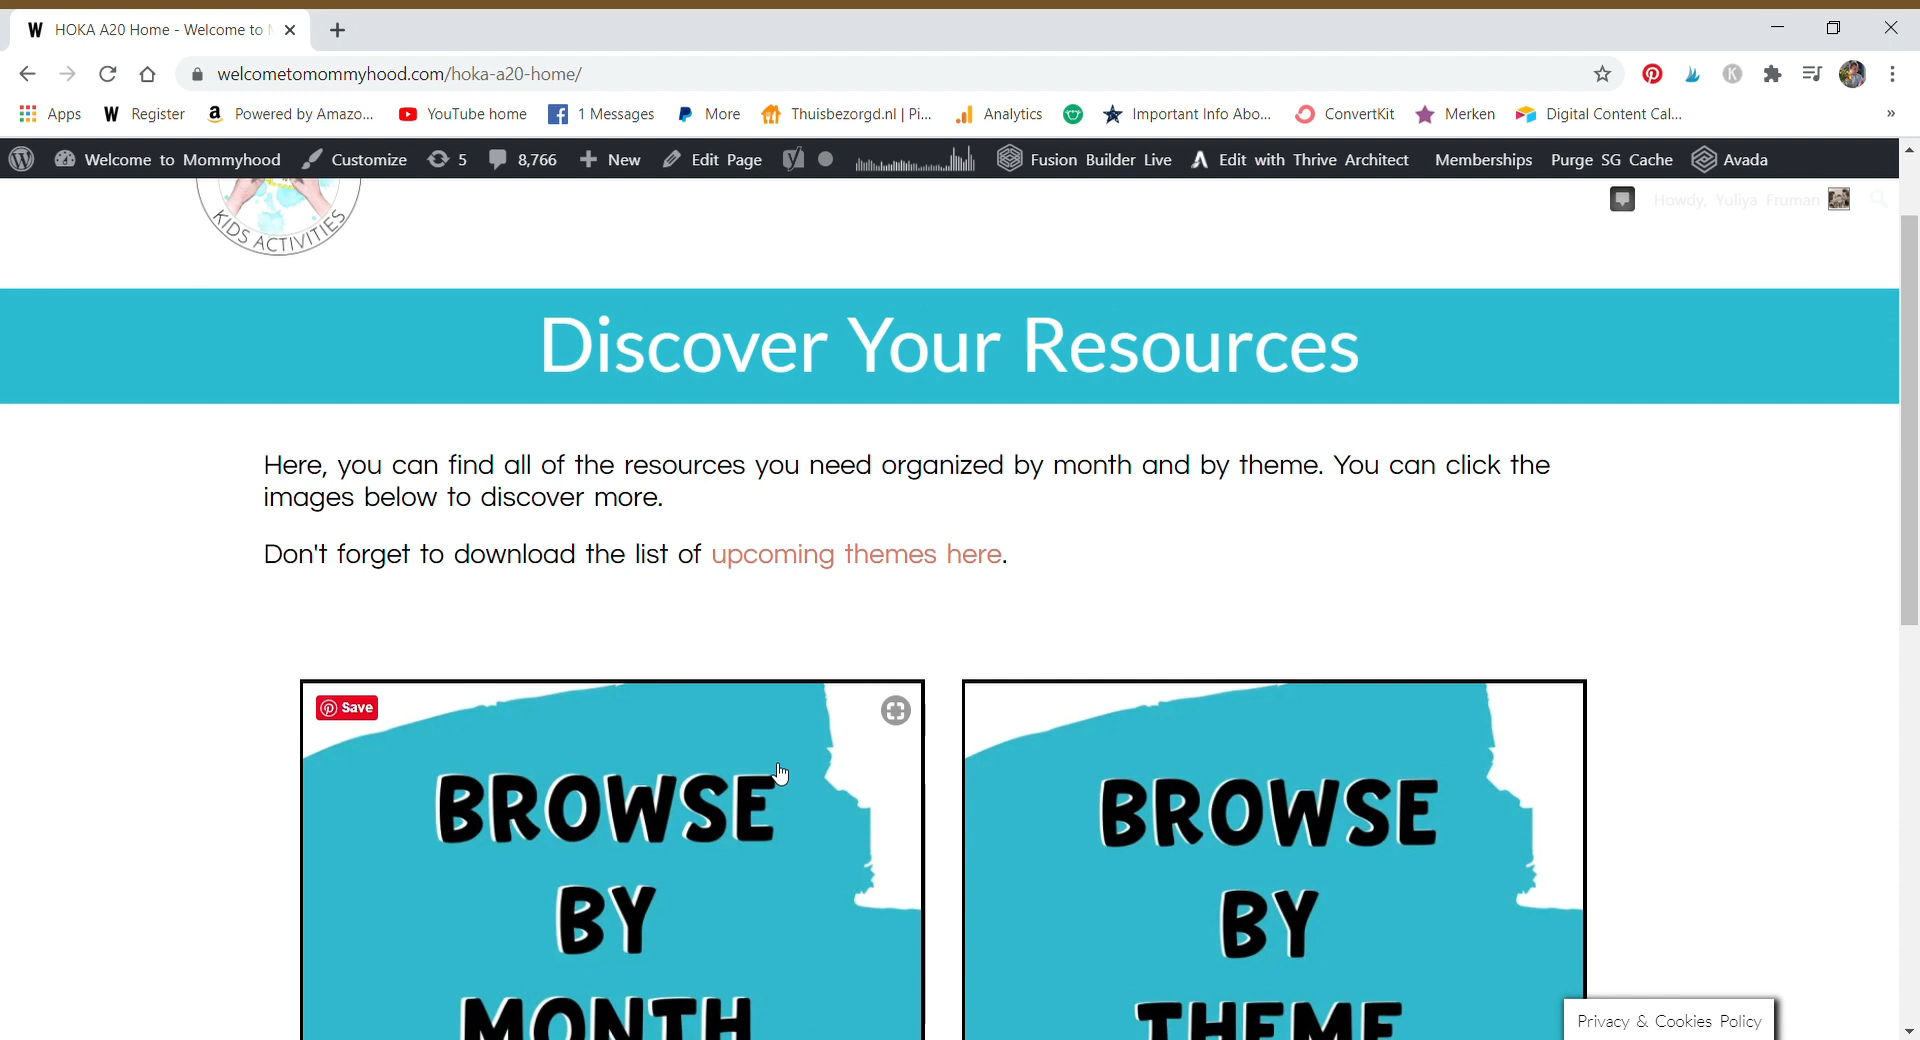 W HOKA A20 Home - Welcome to
welcometomommyhood.com/hoka-a20-home/
Apps W Register Powered by Amazo... YouTube home 1 Messages More Thuisbezorgd.nl | Pi... Analytics Important Info Abo... ConvertKit Merken Digital Content Cal... »
Welcome to Mommyhood Customize 5 8,766 New Edit Page Fusion Builder Live Edit with Thrive Architect Memberships Purge SG Cache Avada
Howdy, Yuliya Fruman
KIDS ACTIVITIES
Discover Your Resources
Here, you can find all of the resources you need organized by month and by theme. You can click the
images below to discover more.
Don't forget to download the list of upcoming themes here.
Save
BROWSE
BY
MONTH
BROWSE
BY
THEME
Privacy & Cookies Policy